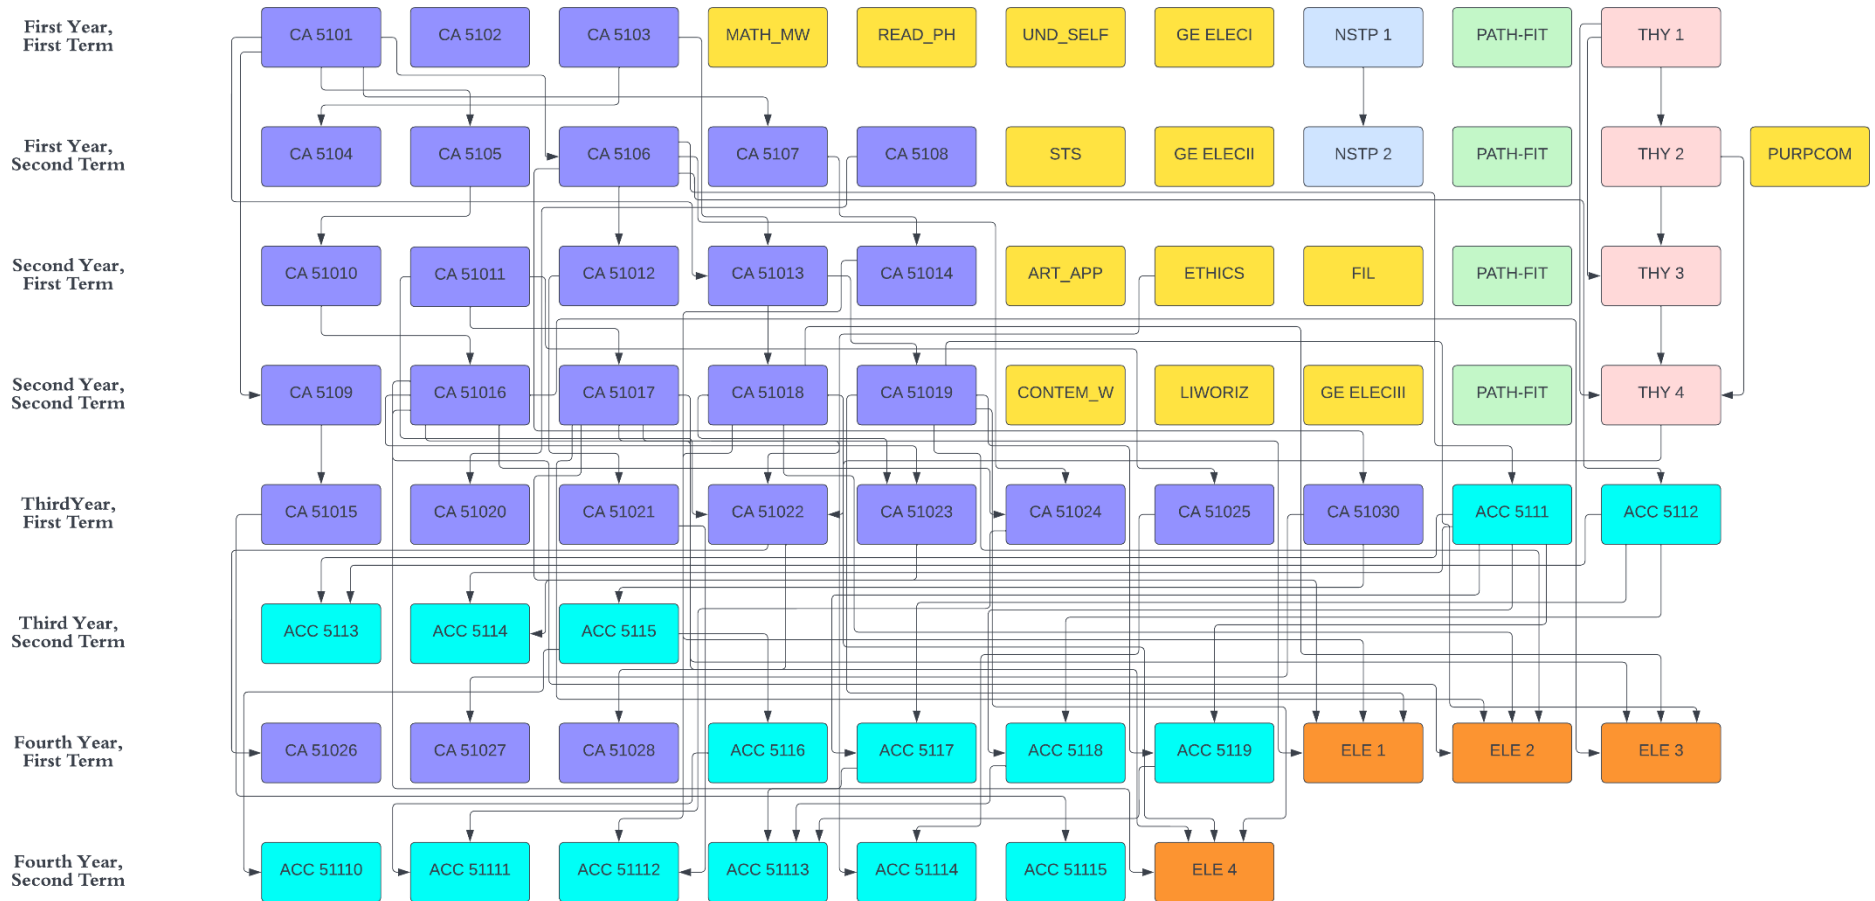 First Year,
First Term
CA 5101
CA 5102
CA 5103
MATH_MW
READ_PH
UND_SELF
GE ELECI
NSTP 1
PATH-FIT
THY 1
First Year,
Second Term
CA 5104
CA 5105
CA 5106
CA 5107
CA 5108
STS
GE ELECII
NSTP 2
PATH-FIT
THY 2
PURPCOM
Second Year,
First Term
CA 51010
CA 51011
CA 51012
CA 51013
CA 51014
ART_APP
ETHICS
FIL
PATH-FIT
THY 3
Second Year,
Second Term
CA 5109
CA 51016
CA 51017
CA 51018
CA 51019
CONTEM_W
LIWORIZ
GE ELECIII
PATH-FIT
THY 4
ThirdYear,
First Term
CA 51015
CA 51020
CA 51021
CA 51022
CA 51023
CA 51024
CA 51025
CA 51030
ACC 5111
ACC 5112
Third Year,
Second Term
ACC 5113
ACC 5114
ACC 5115
Fourth Year,
First Term
CA 51026
CA 51027
CA 51028
ACC 5116
ACC 5117
ACC 5118
ACC 5119
ELE 1
ELE 2
ELE 3
Fourth Year,
Second Term
ACC 51110
ACC 51111
ACC 51112
ACC 51113
ACC 51114
ACC 51115
ELE 4